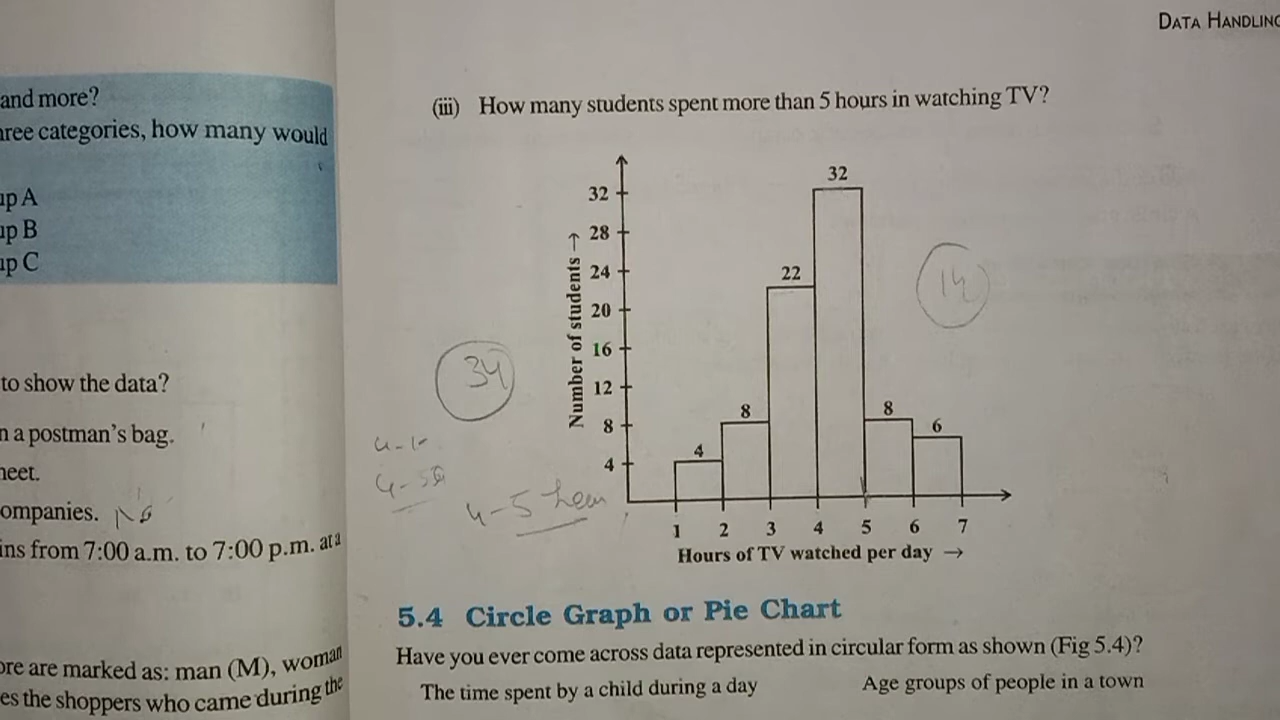 DATA HANDLING
and more?
ree categories, how many would
up A
up B
up C
to show the data?
n a postman's bag.
heet.
ompanies. No
ins from 7:00 a.m. to 7:00 p.m. at a
ore are marked as: man (M), woman
es the shoppers who came during the
(iii) How many students spent more than 5 hours in watching TV?
Number of students →
32
28
24
20
16
12
8
4
4
8
22
32
8
6
14
34
4-5
1 2 3 4 5 6 7
Hours of TV watched per day →
5.4 Circle Graph or Pie Chart
Have you ever come across data represented in circular form as shown (Fig 5.4)?
The time spent by a child during a day
Age groups of people in a town